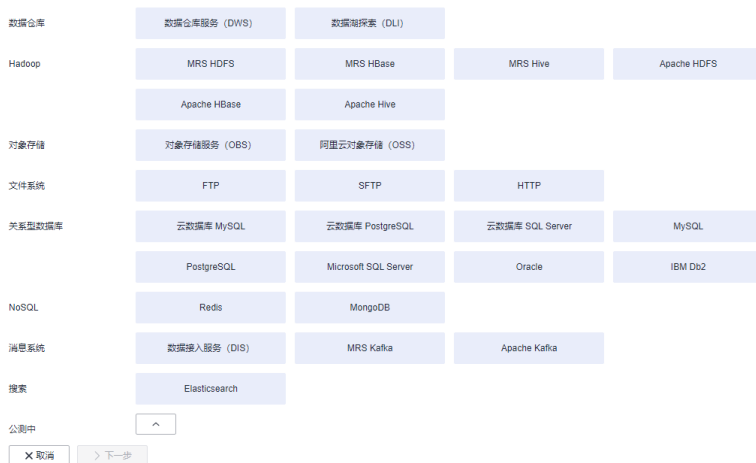 数据仓库 数据仓库服务（DWS） 数据湖探索（DLI）
Hadoop MRS HDFS MRS HBase MRS Hive Apache HDFS
Apache HBase Apache Hive
对象存储 对象存储服务（OBS） 阿里云对象存储（OSS）
文件系统 FTP SFTP HTTP
关系型数据库 云数据库 MySQL 云数据库 PostgreSQL 云数据库 SQL Server MySQL
PostgreSQL Microsoft SQL Server Oracle IBM Db2
NoSQL Redis MongoDB
消息系统 数据接入服务（DIS） MRS Kafka Apache Kafka
搜索 Elasticsearch
公测中
取消 下一步